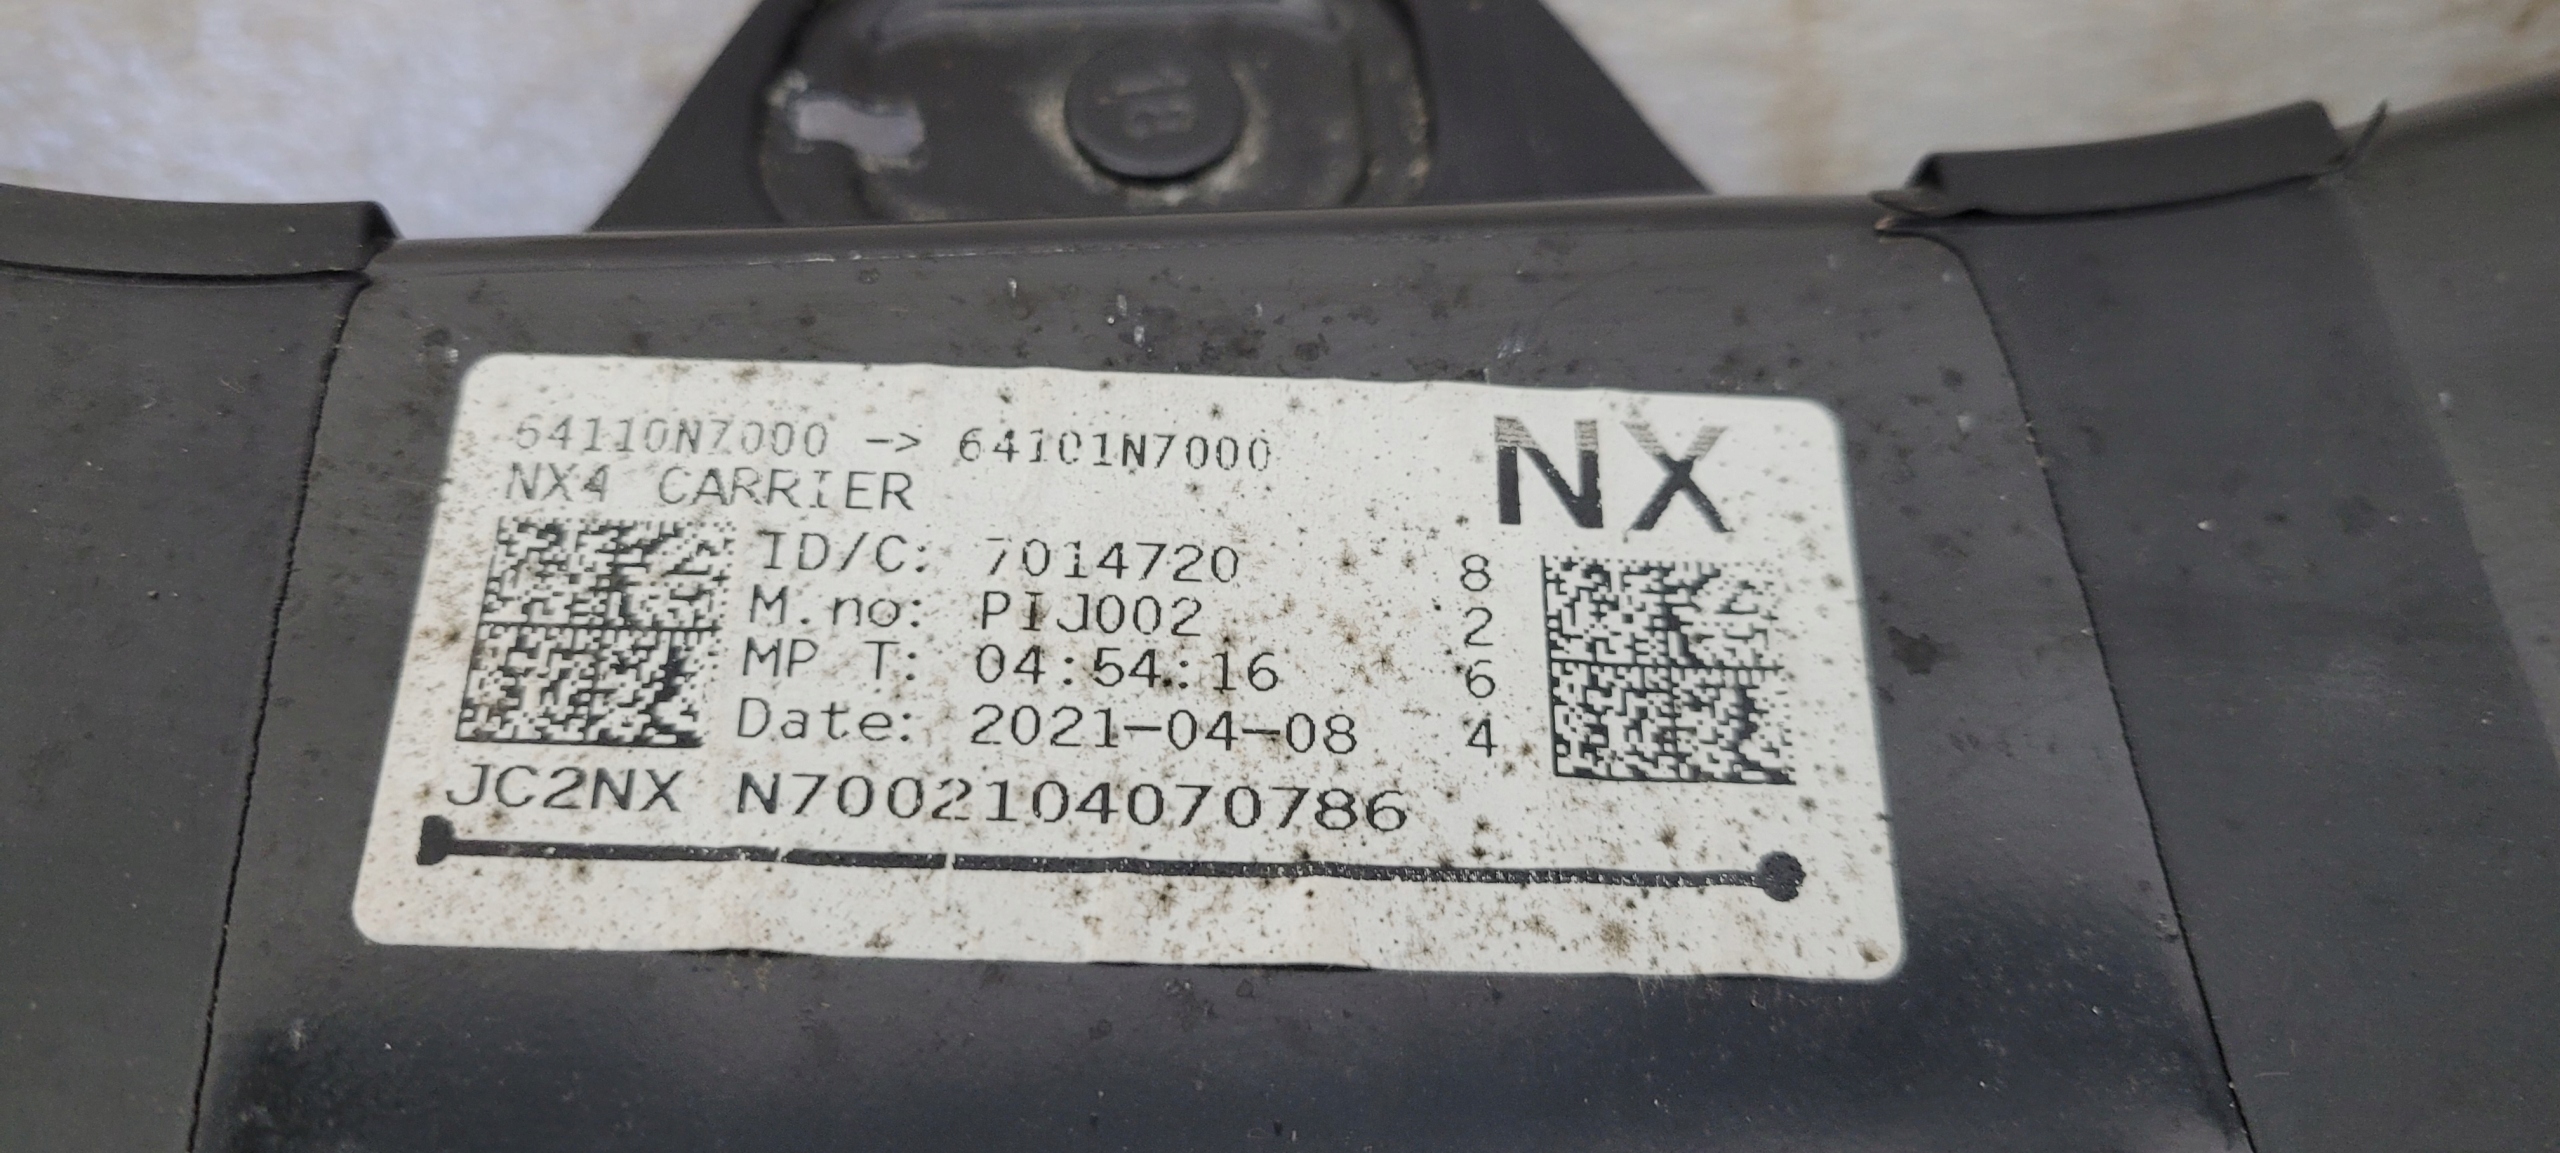 64110N7000 -> 64101N7000
NX
NX4 CARRIER
ID/C: 7014720
M.no: PIJ002
MP T: 04:54:16
Date: 2021-04-08
8
2
6
4
JC2NX N7002104070786